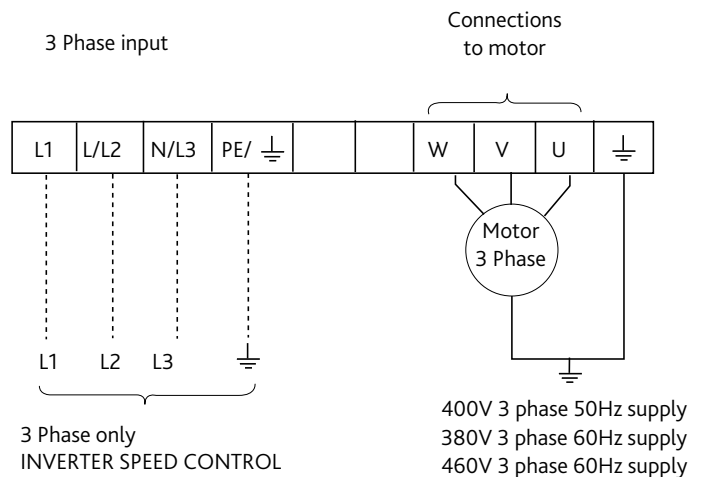 3 Phase input
Connections
to motor
L1 L/L2 N/L3 PE/ W V U
Motor
3 Phase
L1 L2 L3
3 Phase only
INVERTER SPEED CONTROL
400V 3 phase 50Hz supply
380V 3 phase 60Hz supply
460V 3 phase 60Hz supply